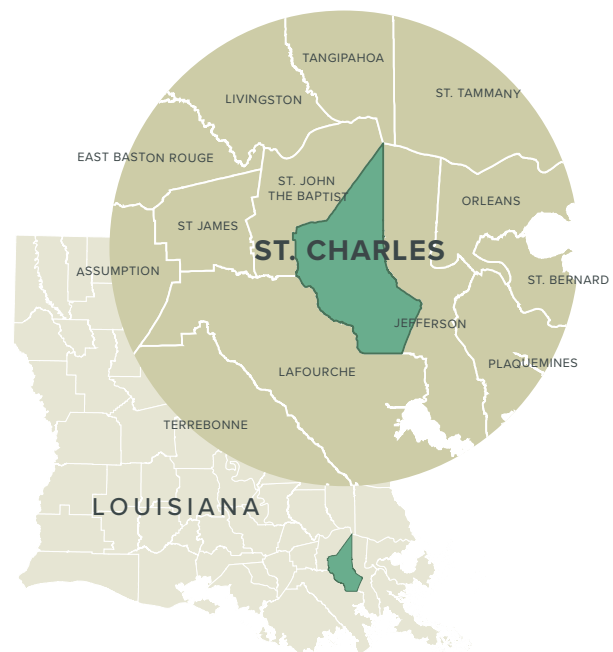 TANGIPAHOA
ST. TAMMANY
LIVINGSTON
EAST BASTON ROUGE
ST. JOHN
THE BAPTIST
ORLEANS
ST JAMES
ST. CHARLES
ASSUMPTION
ST. BERNARD
JEFFERSON
PLAQUEMINES
LAFOURCHE
TERREBONNE
LOUISIANA